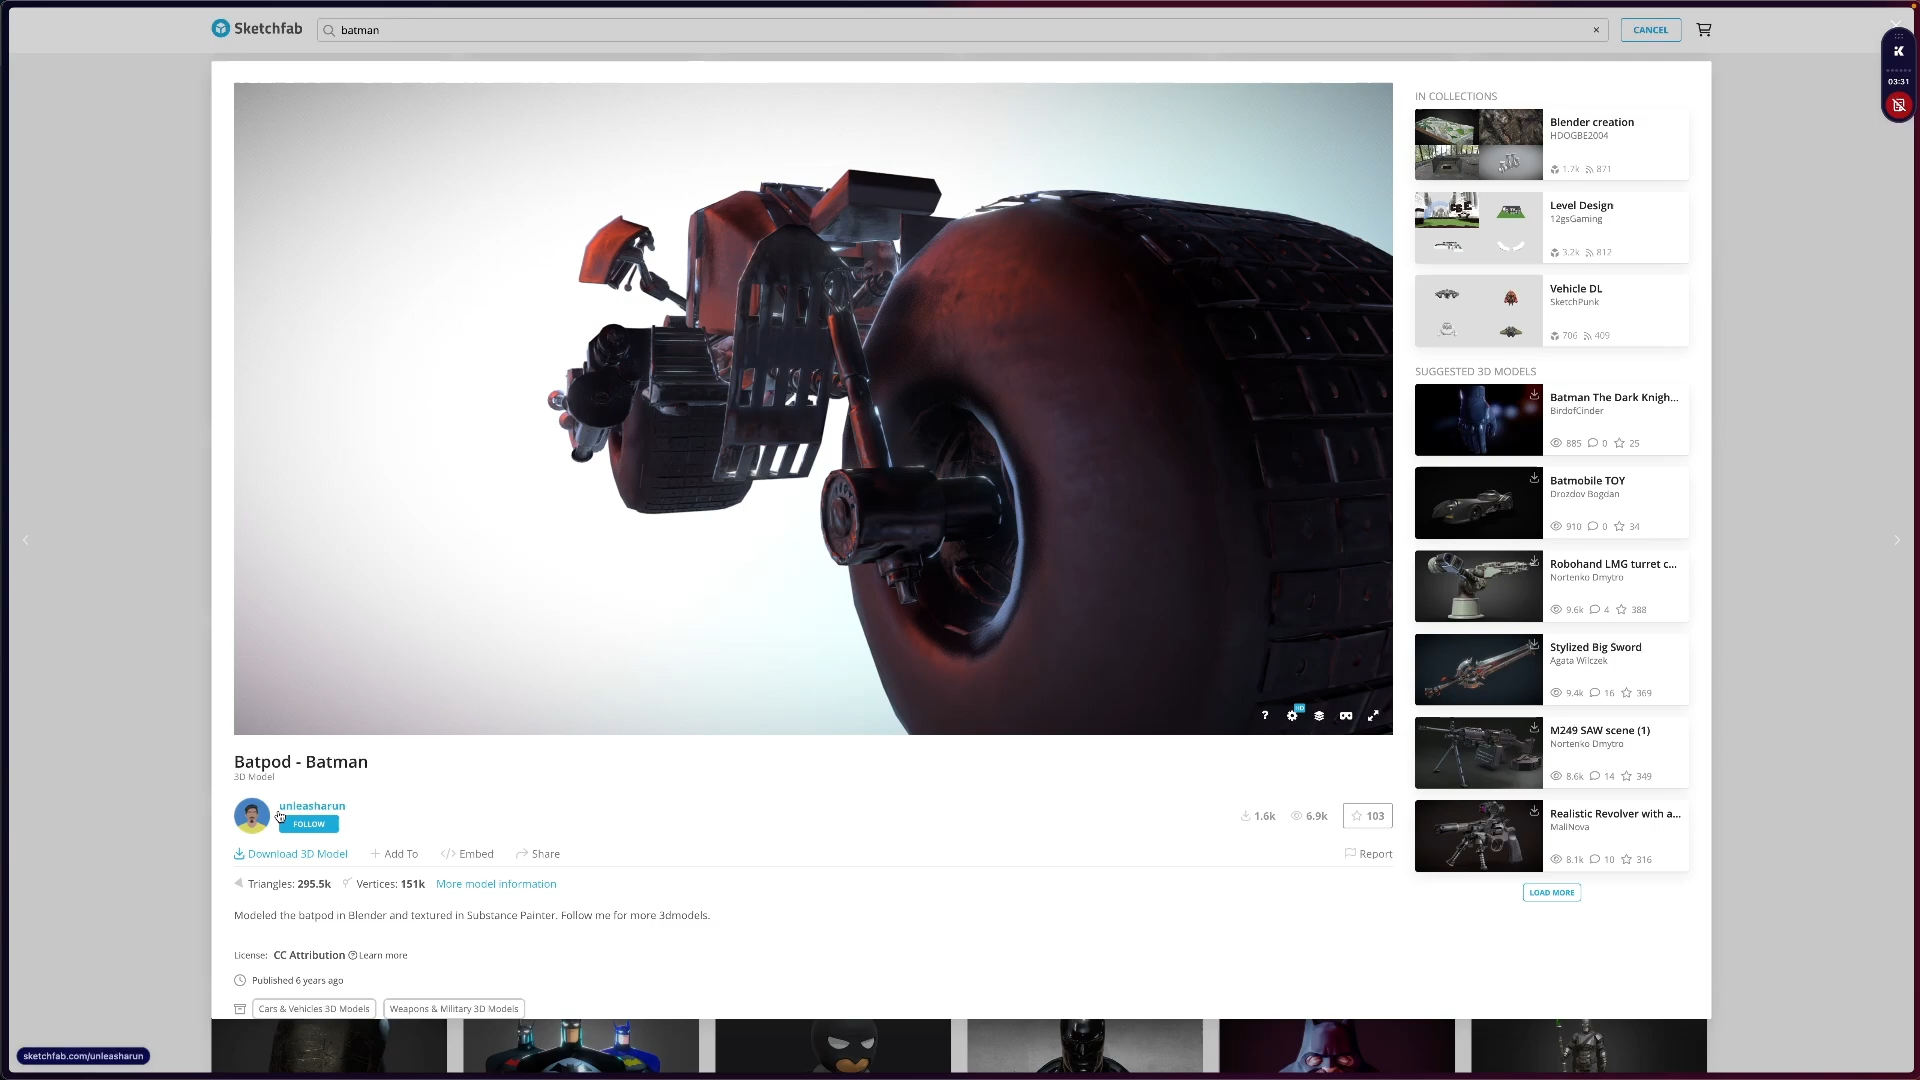 Sketchfab
batman
CANCEL
03:31
IN COLLECTIONS
Blender creation
HDOGBE2004
1.7k 871
Level Design
12gsGaming
3.2k 812
Vehicle DL
SketchPunk
706 409
SUGGESTED 3D MODELS
Batman The Dark Knigh...
BirdofCinder
885 0 25
Batmobile TOY
Drozdov Bogdan
910 0 34
Robohand LMG turret c...
Nortenko Dmytro
9.6k 4 388
Stylized Big Sword
Agata Wilczek
9.4k 16 369
M249 SAW scene (1)
Nortenko Dmytro
8.6k 14 349
Realistic Revolver with a...
MaliNova
8.1k 10 316
LOAD MORE
? HD
Batpod - Batman
3D Model
unleasharun
FOLLOW
1.6k 6.9k 103
Download 3D Model + Add To </> Embed Share Report
Triangles: 295.5k Vertices: 151k More model information
Modeled the batpod in Blender and textured in Substance Painter. Follow me for more 3dmodels.
License: CC Attribution ? Learn more
Published 6 years ago
Cars & Vehicles 3D Models Weapons & Military 3D Models
sketchfab.com/unleasharun